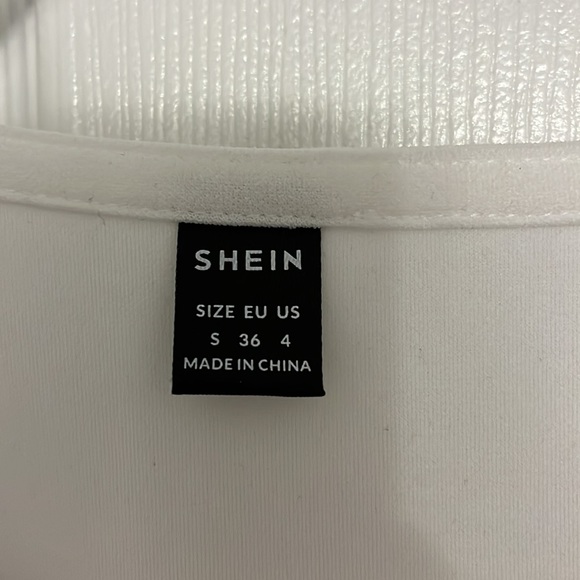 SHEIN
SIZE EU US
S 36 4
MADE IN CHINA